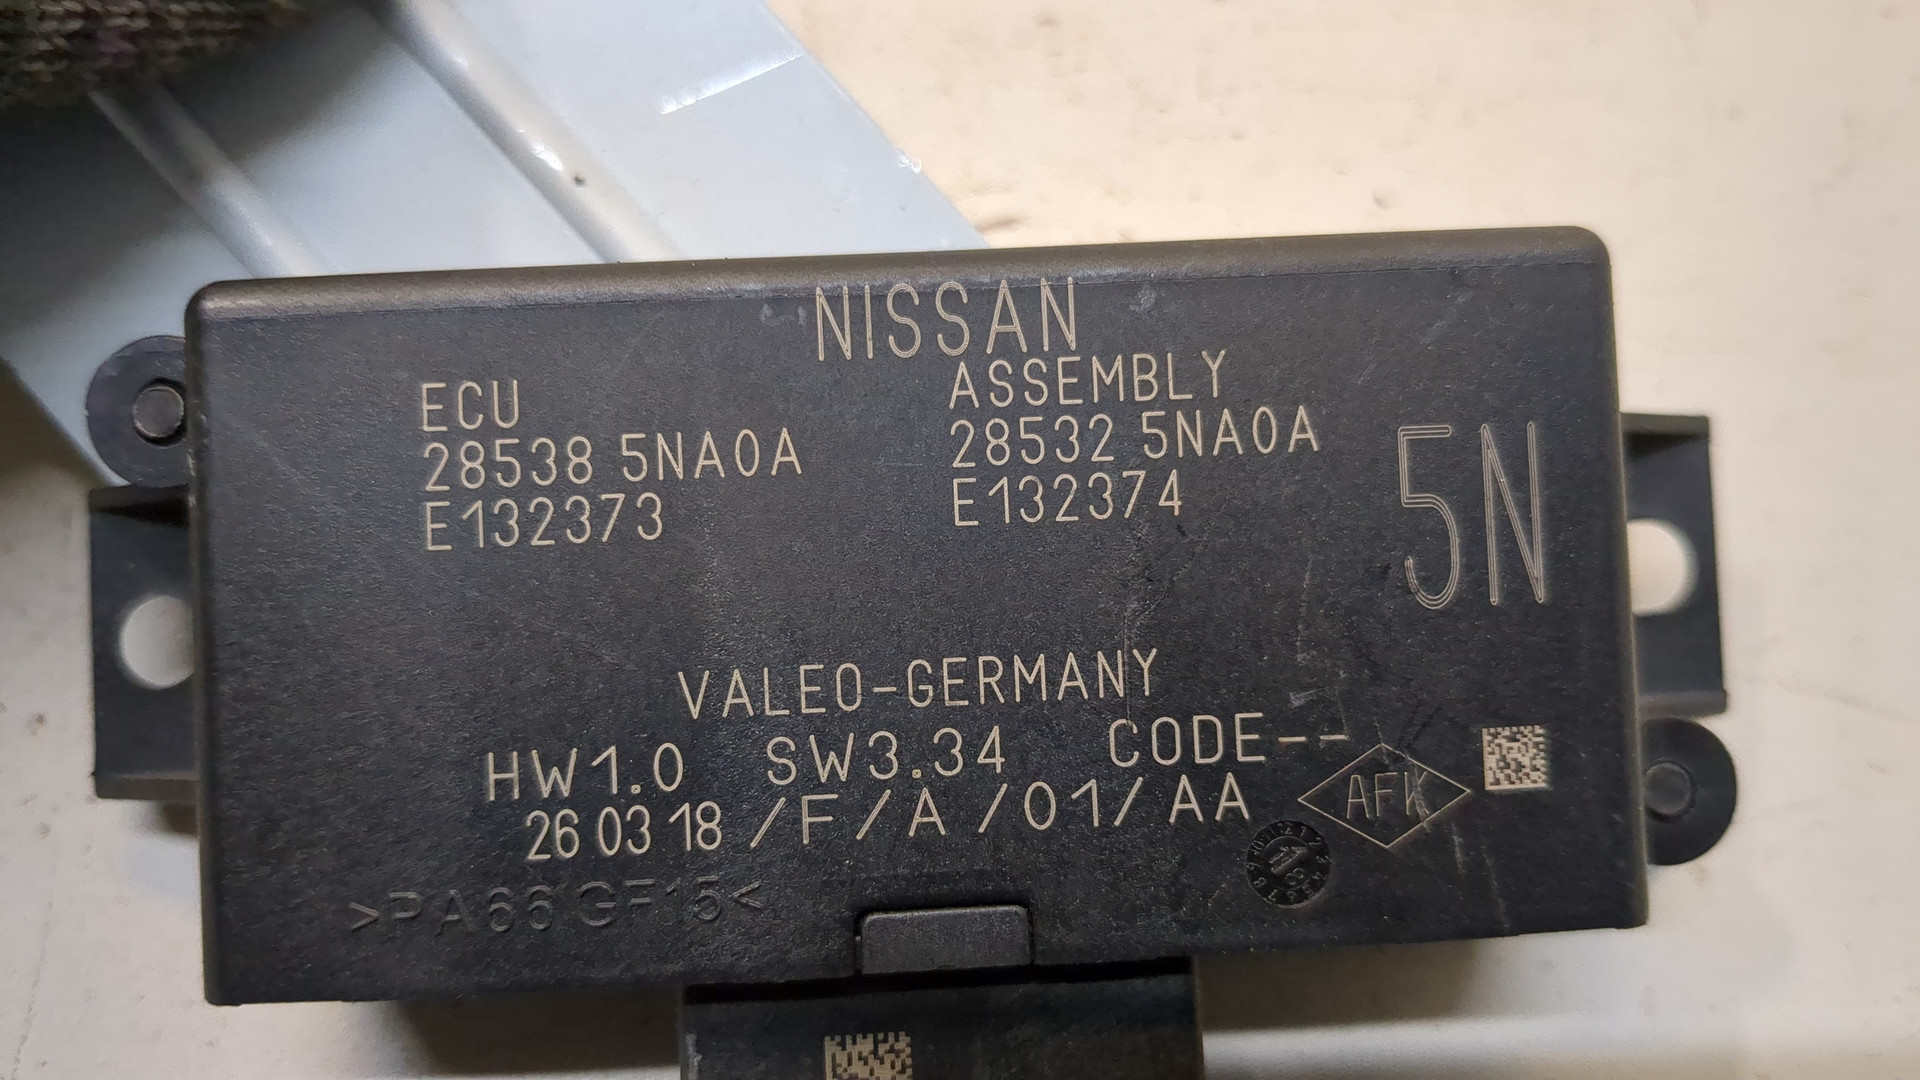 NISSAN
ECU
28538 5NA0A
E132373
ASSEMBLY
28532 5NA0A
E132374
5N
VALEO-GERMANY
HW1.0 SW3.34 CODE--
26 03 18 /F/A/01/AA
AFK
>PA66 GF15<